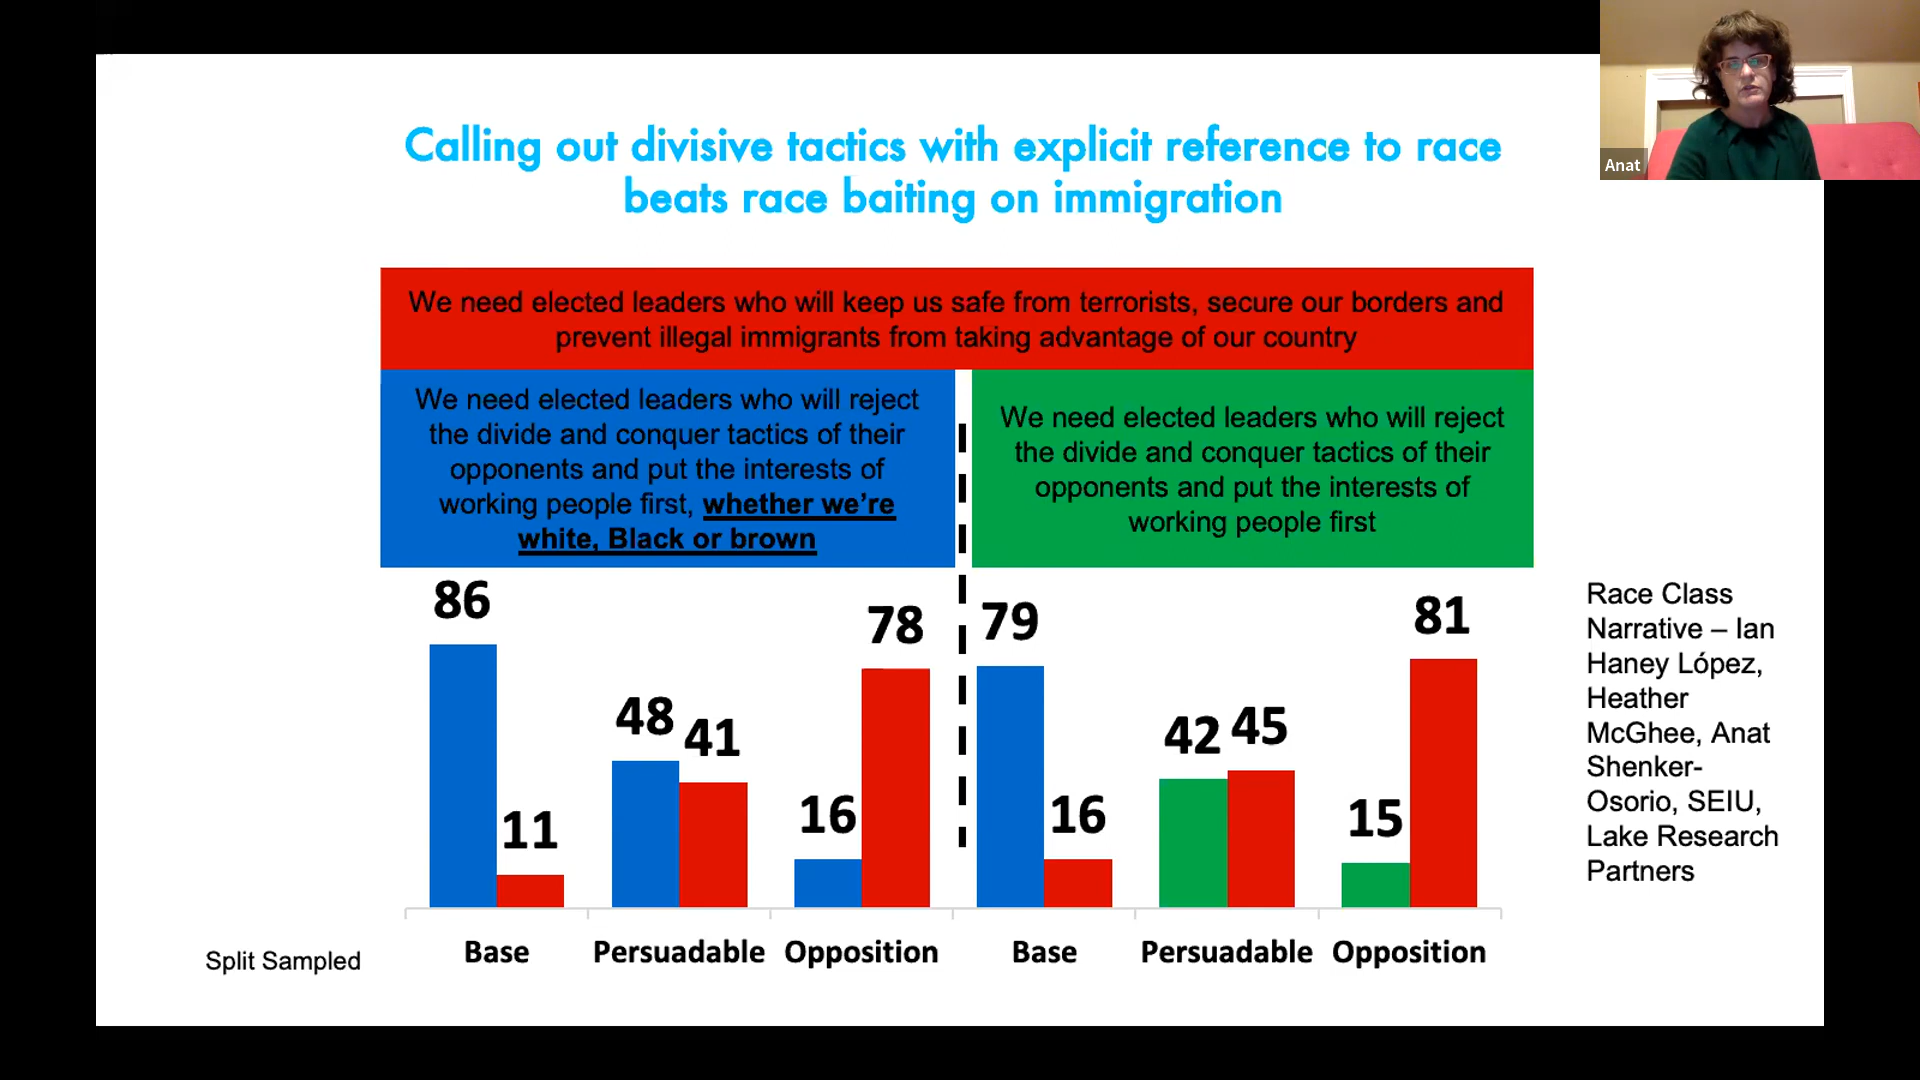 Anat
Calling out divisive tactics with explicit reference to race
beats race baiting on immigration
We need elected leaders who will keep us safe from terrorists, secure our borders and
prevent illegal immigrants from taking advantage of our country
We need elected leaders who will reject
the divide and conquer tactics of their
opponents and put the interests of
working people first, whether we're
white, Black or brown
We need elected leaders who will reject
the divide and conquer tactics of their
opponents and put the interests of
working people first
86
11
48
41
16
78
79
16
42
45
15
81
Base
Persuadable
Opposition
Base
Persuadable
Opposition
Split Sampled
Race Class
Narrative – Ian
Haney López,
Heather
McGhee, Anat
Shenker-
Osorio, SEIU,
Lake Research
Partners